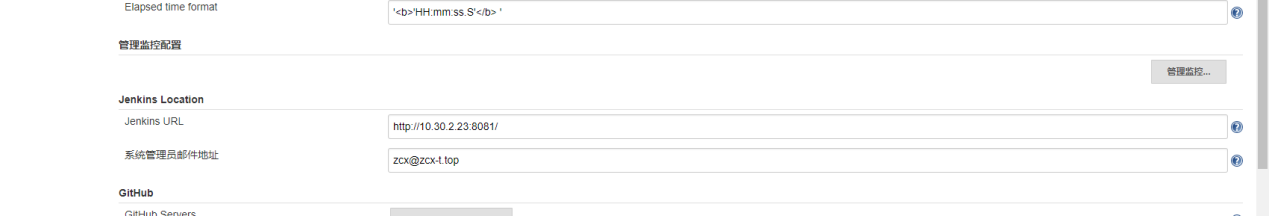 Elapsed time format
'<b>'HH:mm:ss.S'</b> '
管理监控配置
管理监控...
Jenkins Location
Jenkins URL
http://10.30.2.23:8081/
系统管理员邮件地址
zcx@zcx-t.top
GitHub
GitHub Servers